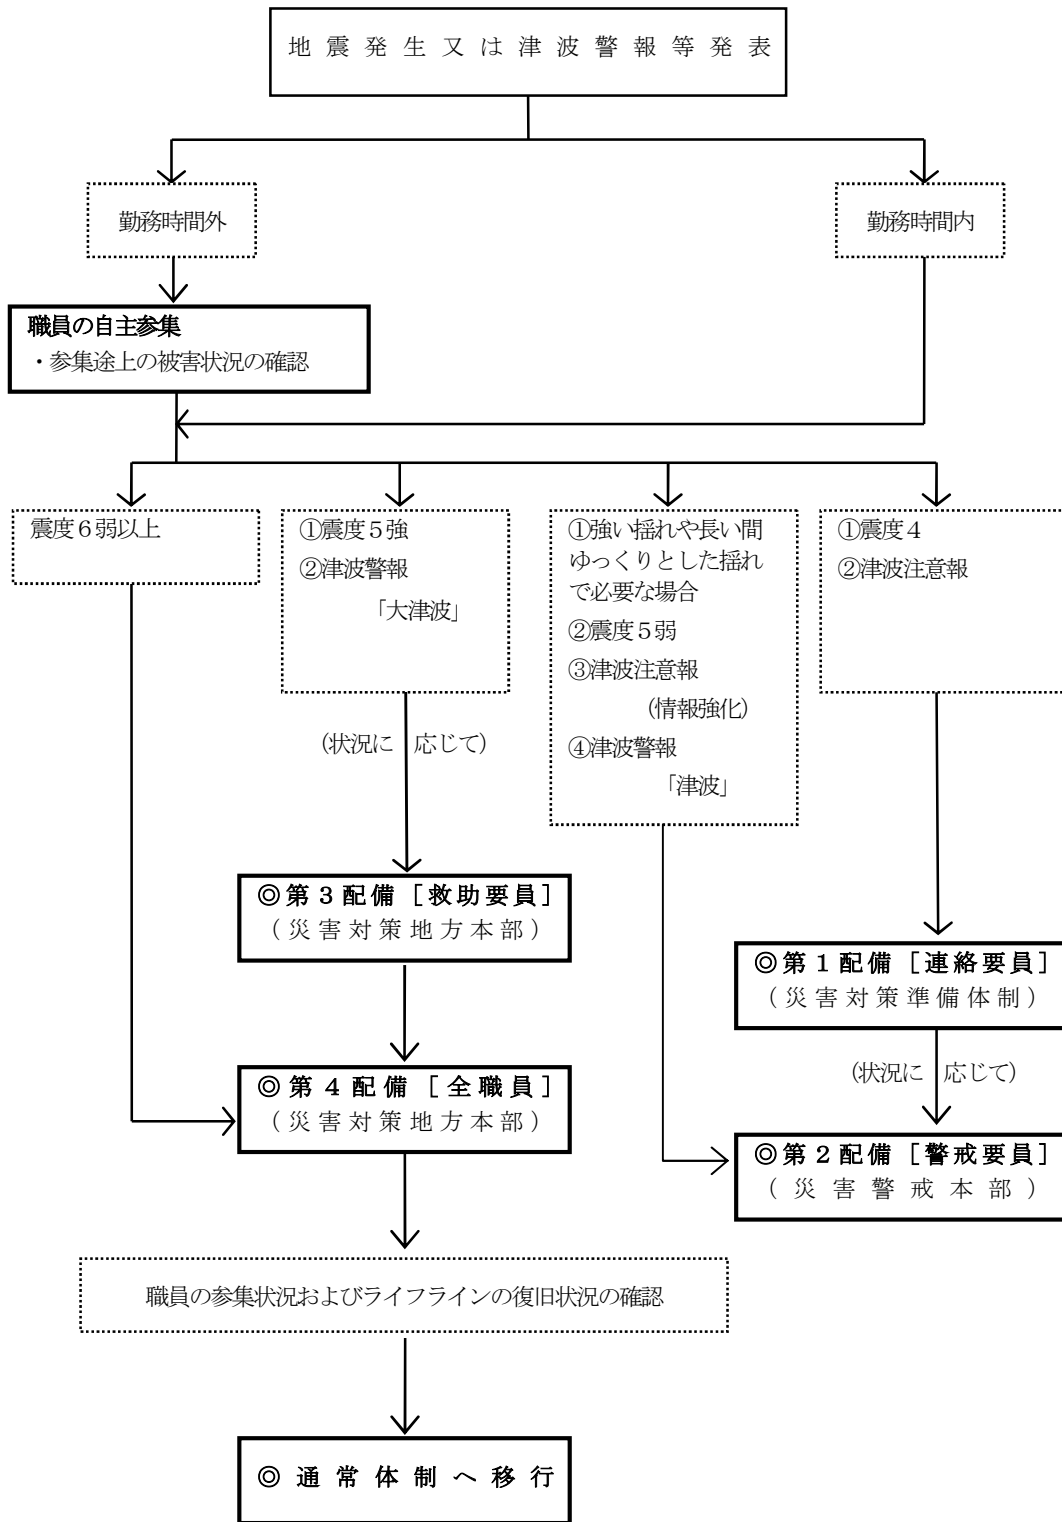 地震発生又は津波警報等発表
勤務時間外
勤務時間内
職員の自主参集
・参集途上の被害状況の確認
震度６弱以上
①震度５強
②津波警報
「大津波」
①強い揺れや長い間
ゆっくりとした揺れ
で必要な場合
②震度５弱
③津波注意報
(情報強化)
④津波警報
「津波」
①震度４
②津波注意報
(状況に 応じて)
◎第３配備［救助要員］
（災害対策地方本部）
◎第１配備［連絡要員］
（災害対策準備体制）
(状況に 応じて)
◎第４配備［全職員］
（災害対策地方本部）
◎第２配備［警戒要員］
（災害警戒本部）
職員の参集状況およびライフラインの復旧状況の確認
◎通常体制へ移行